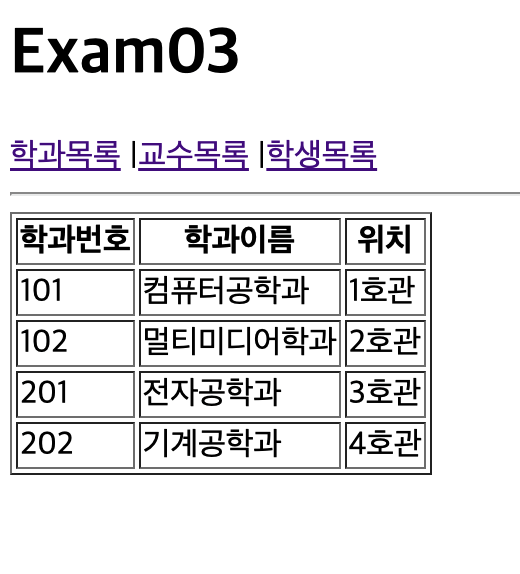 Exam03
학과목록 |교수목록 |학생목록
학과번호 학과이름 위치
101 컴퓨터공학과 1호관
102 멀티미디어학과 2호관
201 전자공학과 3호관
202 기계공학과 4호관